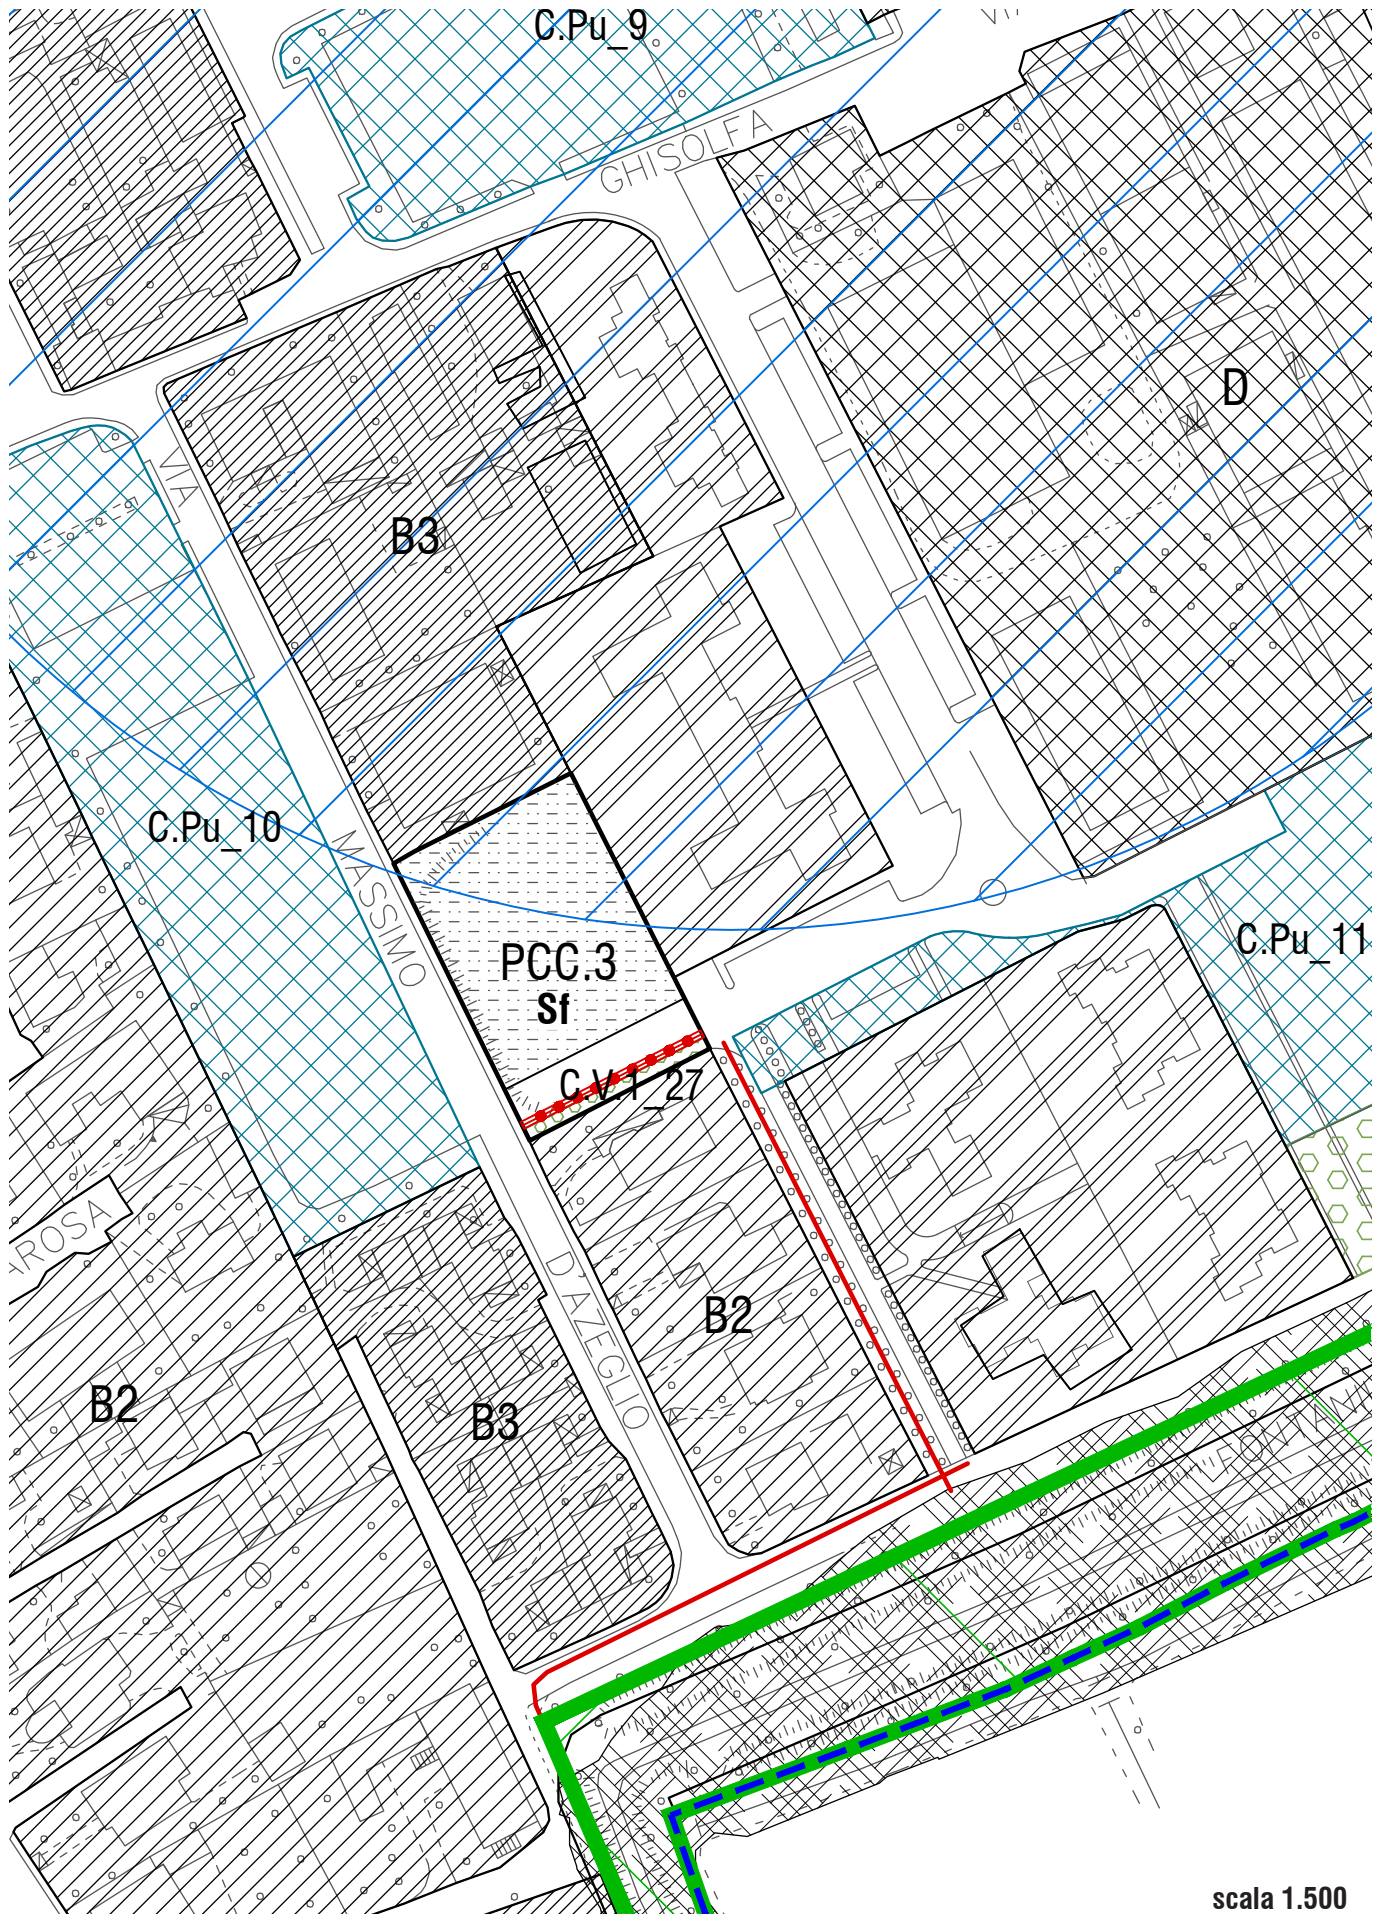 C.Pu_9
GHISOLFA
D
VIA
B3
C.Pu_10
MASSIMO
PCC.3
Sf
C.Pu_11
C.V.1_27
AROSA
D'AZEGLIO
B2
B2
B3
FONTAN
scala 1.500